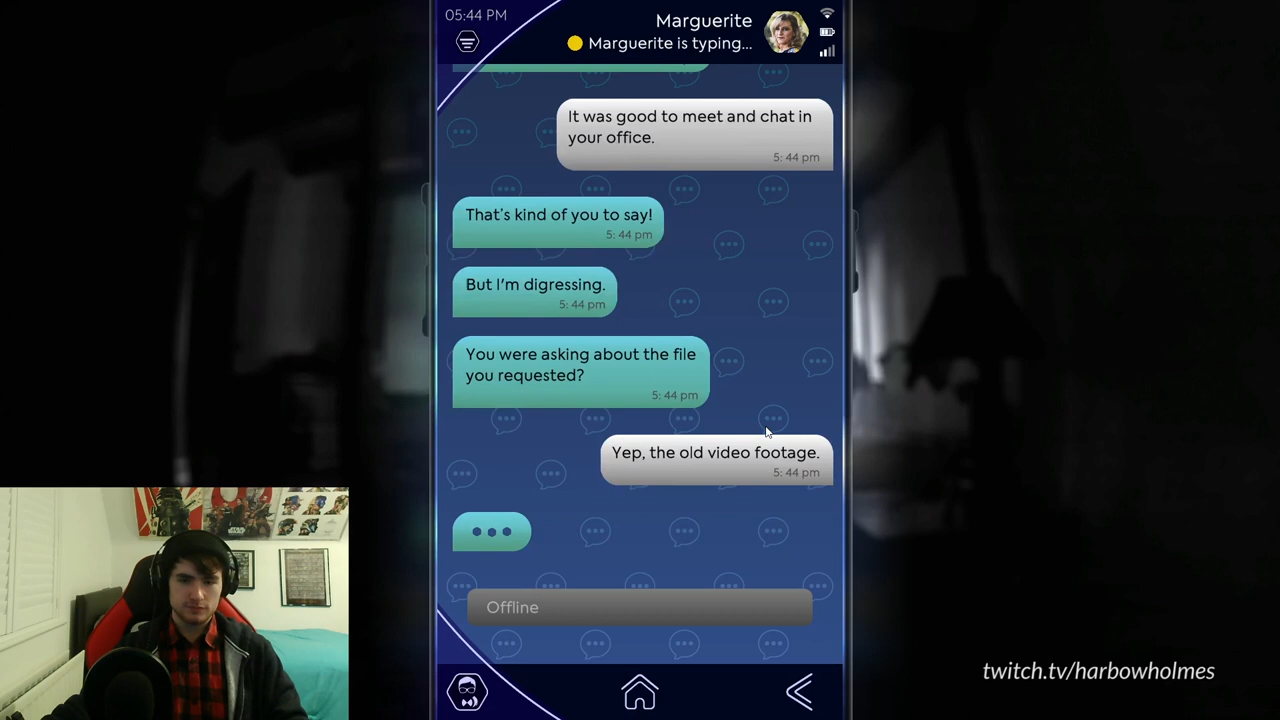 05:44 PM
Marguerite
Marguerite is typing...
It was good to meet and chat in
your office.
5: 44 pm
That's kind of you to say!
5: 44 pm
But I'm digressing.
5: 44 pm
You were asking about the file
you requested?
5: 44 pm
Yep, the old video footage.
5: 44 pm
Offline
STAR WARS
twitch.tv/harbowholmes